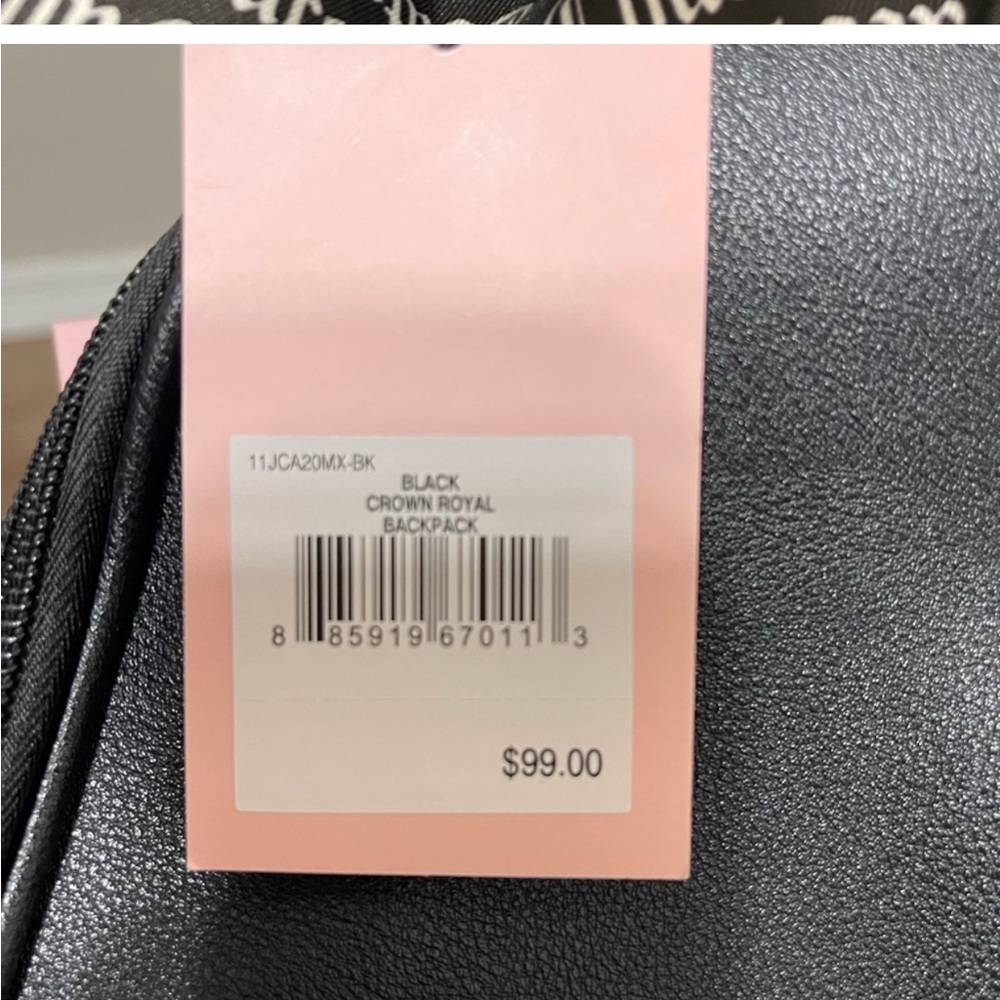 11JCA20MX-BK
BLACK
CROWN ROYAL
BACKPACK
8 85919 67011 3
$99.00